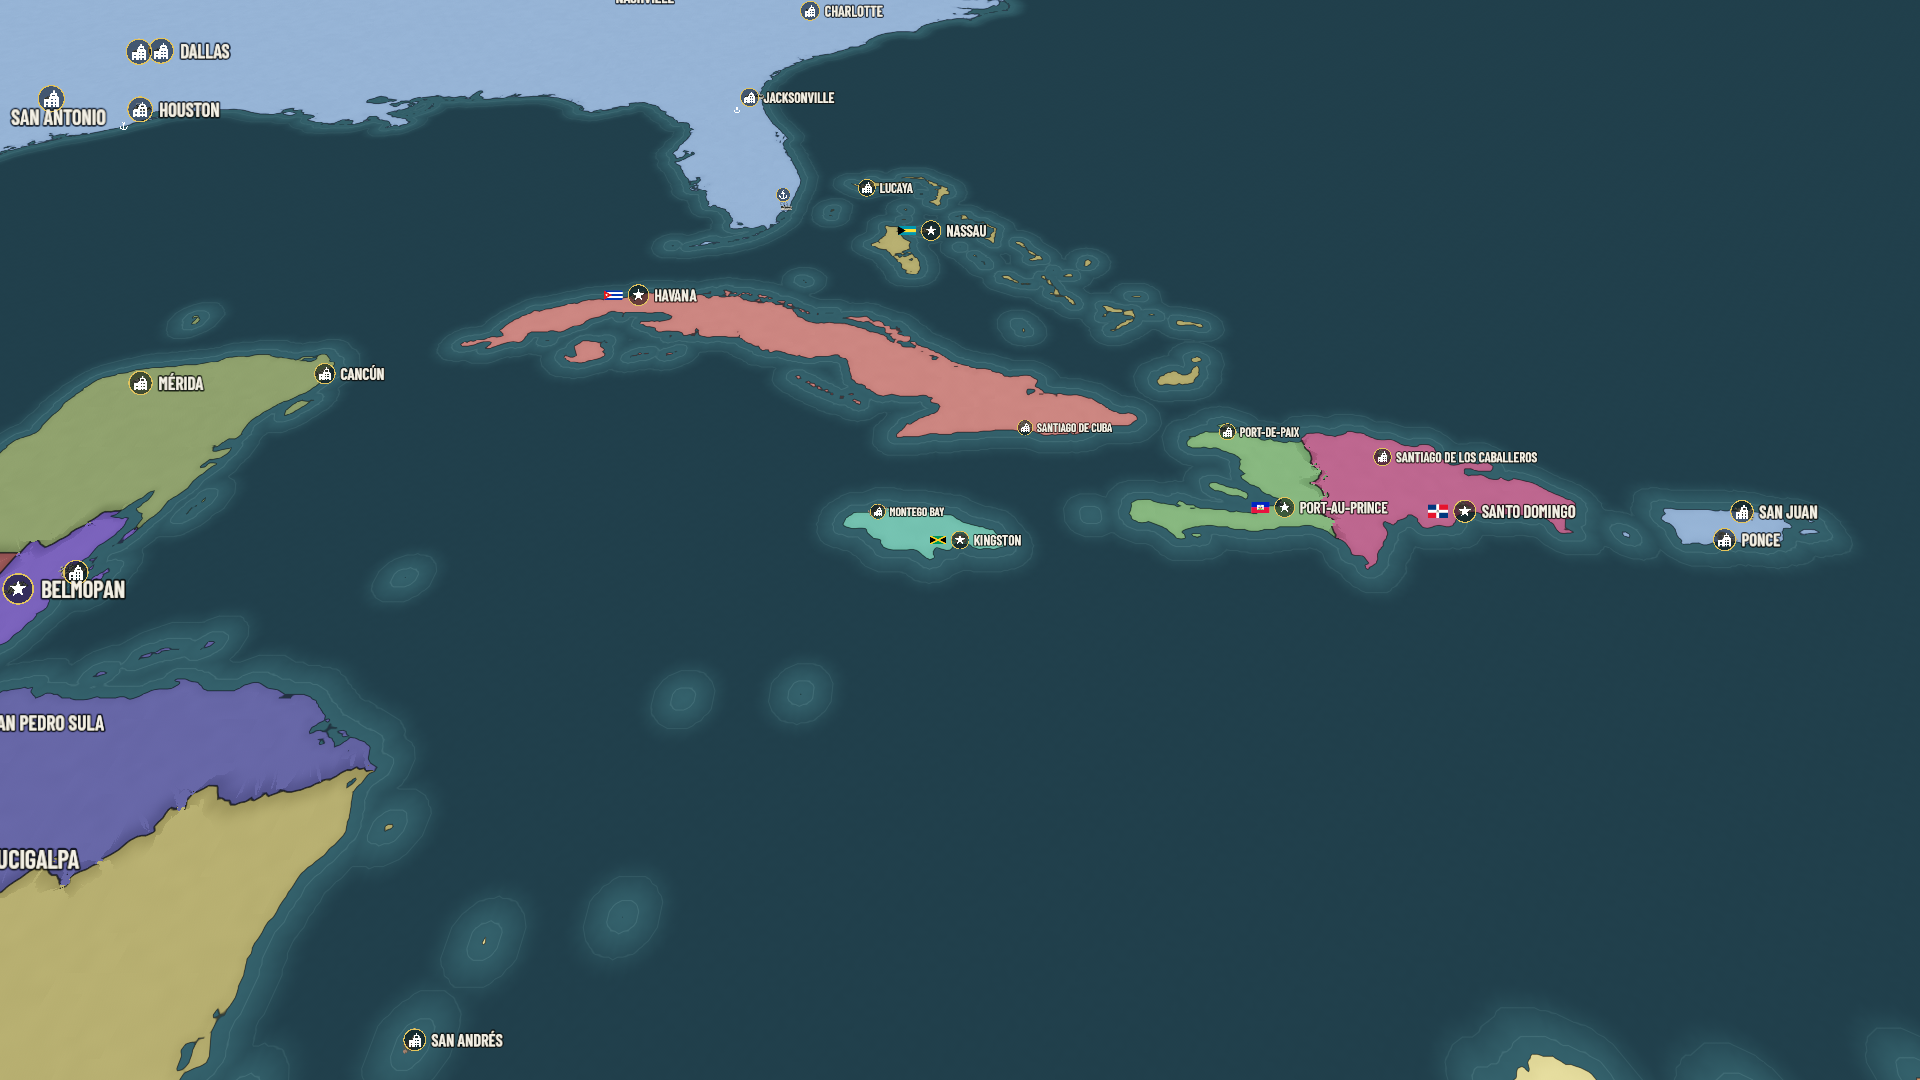 NASHVILLE
CHARLOTTE
DALLAS
SAN ANTONIO
HOUSTON
JACKSONVILLE
LUCAYA
NASSAU
HAVANA
CANCÚN
MÉRIDA
SANTIAGO DE CUBA
PORT-DE-PAIX
SANTIAGO DE LOS CABALLEROS
MONTEGO BAY
PORT-AU-PRINCE
SANTO DOMINGO
SAN JUAN
KINGSTON
PONCE
BELMOPAN
AN PEDRO SULA
UCIGALPA
SAN ANDRÉS